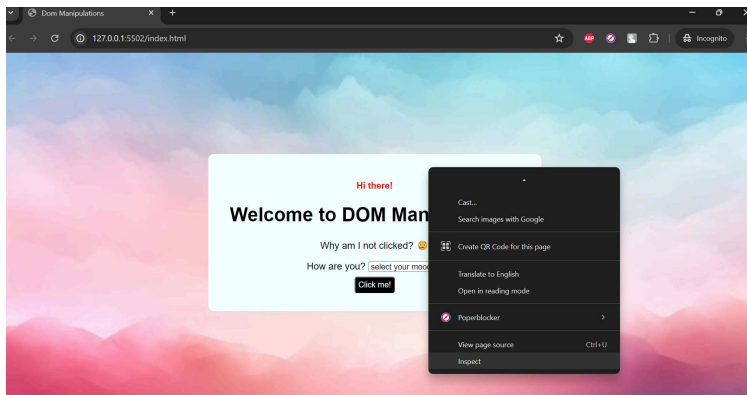 Dom Manipulations
127.0.0.1:5502/index.html
ABP
Incognito
Hi there!
Welcome to DOM Man
Why am I not clicked? 😩
How are you? select your mood
Click me!
Cast...
Search images with Google
Create QR Code for this page
Translate to English
Open in reading mode
Poperblocker
View page source Ctrl+U
Inspect